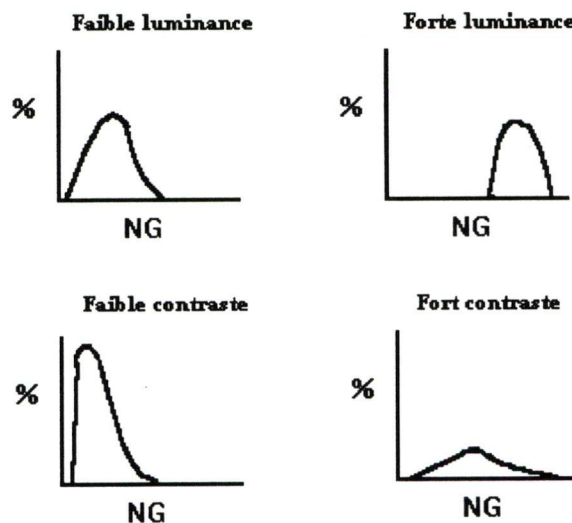 Faible luminance
Forte luminance
%
%
NG
NG
Faible contraste
Fort contraste
%
%
NG
NG